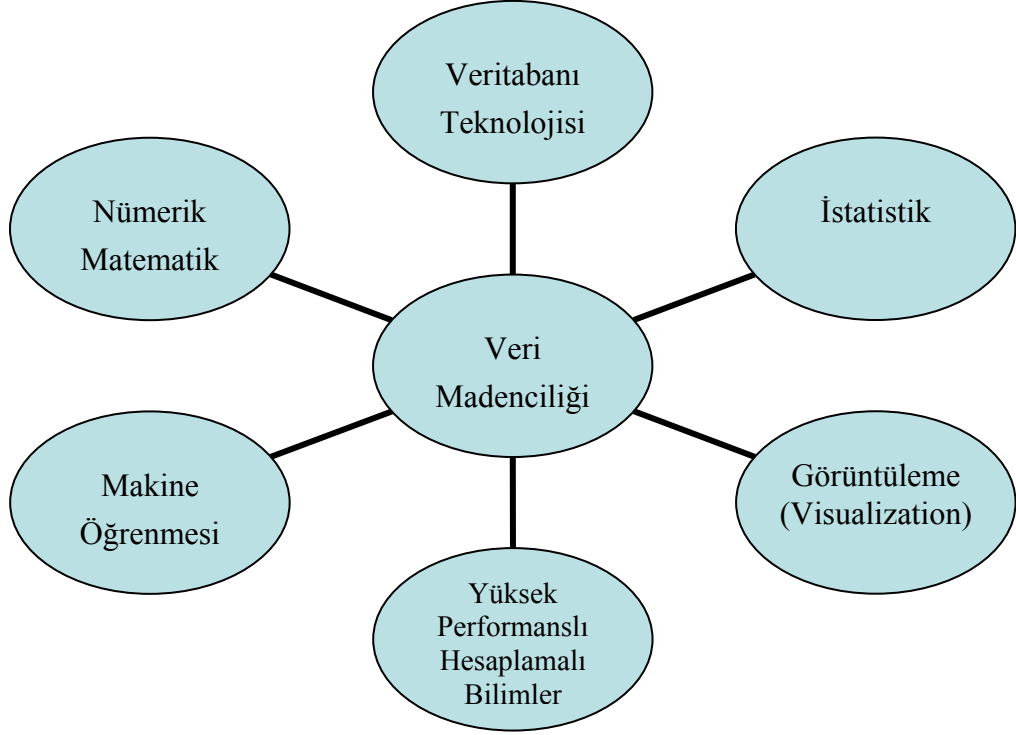 Veritabanı
Teknolojisi
Nümerik
Matematik
İstatistik
Veri
Madenciliği
Makine
Öğrenmesi
Görüntüleme
(Visualization)
Yüksek
Performanslı
Hesaplamalı
Bilimler